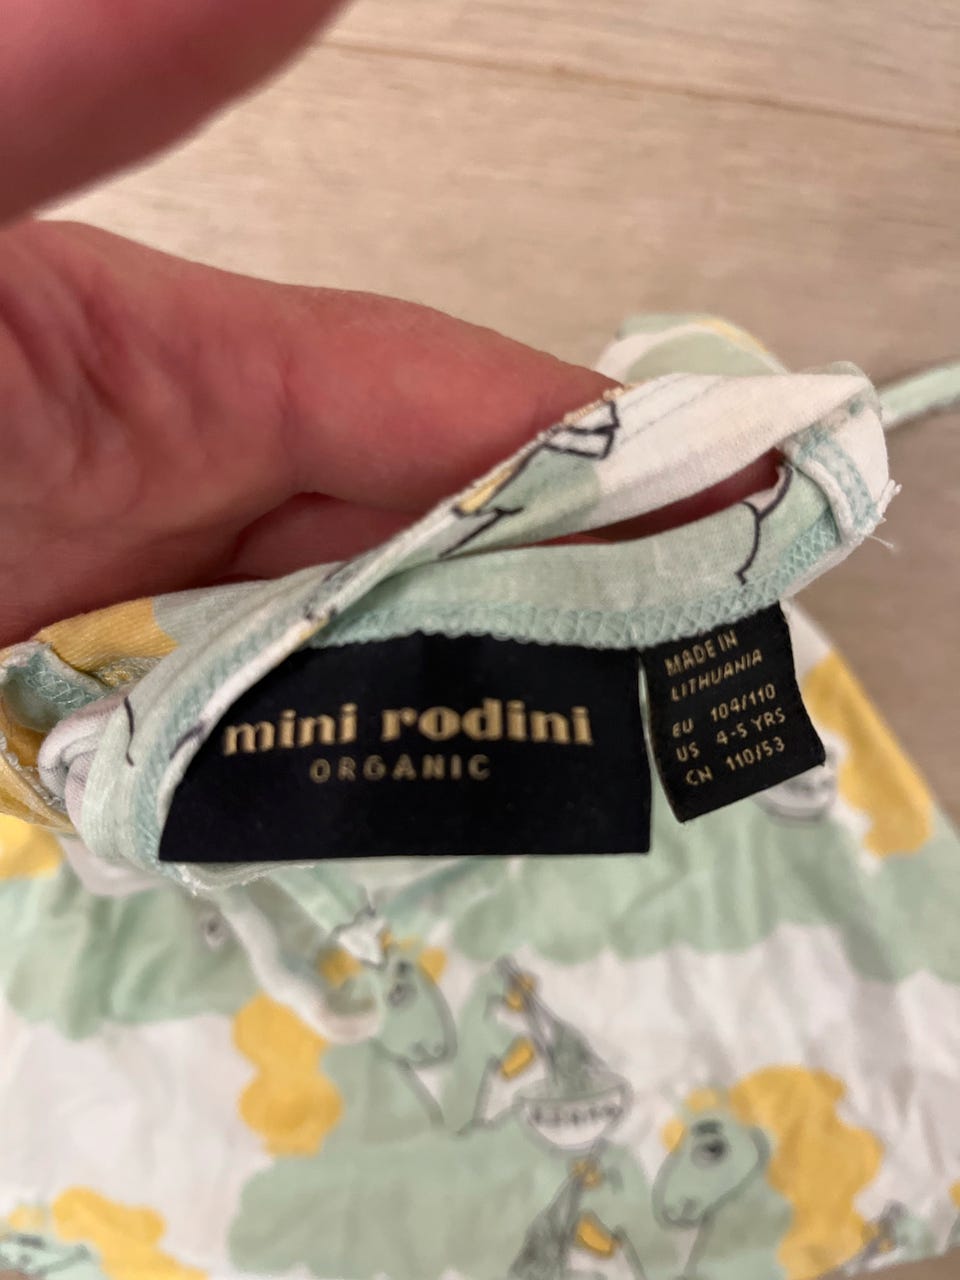 mini rodini
ORGANIC
MADE IN
LITHUANIA
EU 104/110
US 4-5 YRS
CN 110/53